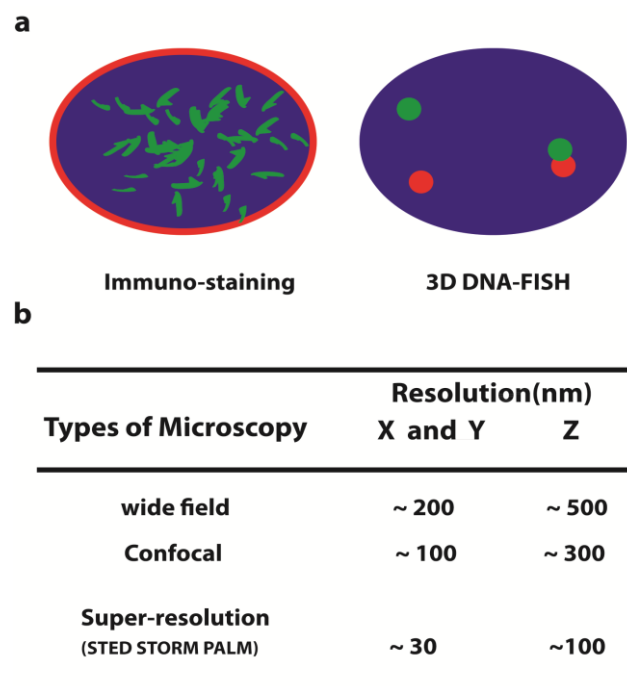 a
Immuno-staining 3D DNA-FISH
b
Resolution(nm)
Types of Microscopy X and Y Z
wide field ~ 200 ~ 500
Confocal ~ 100 ~ 300
Super-resolution
(STED STORM PALM) ~ 30 ~100